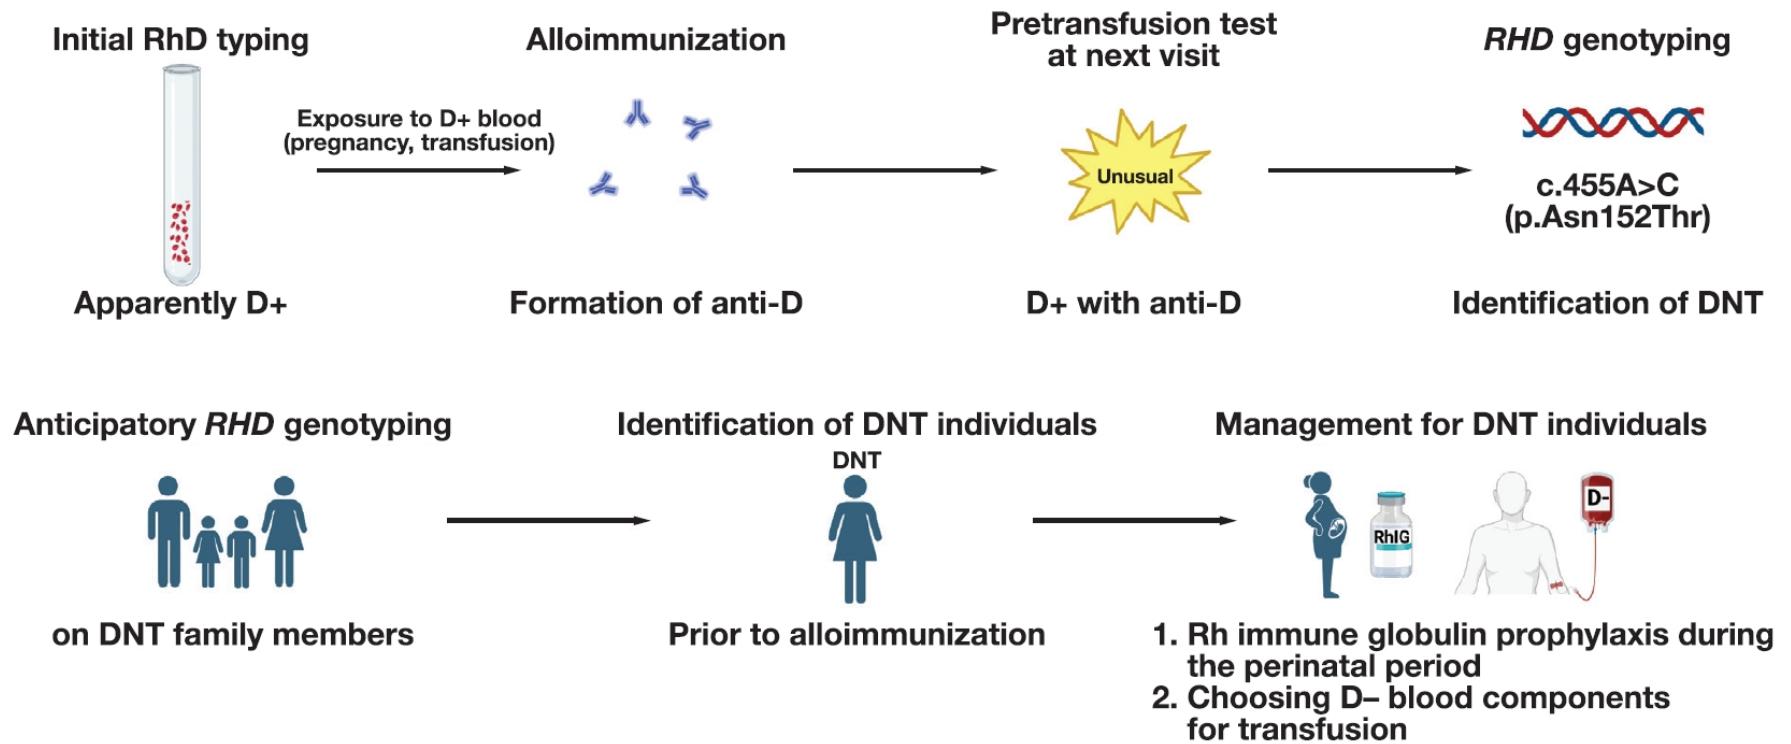 Initial RhD typing
Apparently D+
Exposure to D+ blood
(pregnancy, transfusion)
Alloimmunization
Formation of anti-D
Pretransfusion test
at next visit
Unusual
D+ with anti-D
RHD genotyping
c.455A>C
(p.Asn152Thr)
Identification of DNT
Anticipatory RHD genotyping
on DNT family members
Identification of DNT individuals
DNT
Prior to alloimmunization
Management for DNT individuals
RhIG
D-
1. Rh immune globulin prophylaxis during
the perinatal period
2. Choosing D– blood components
for transfusion